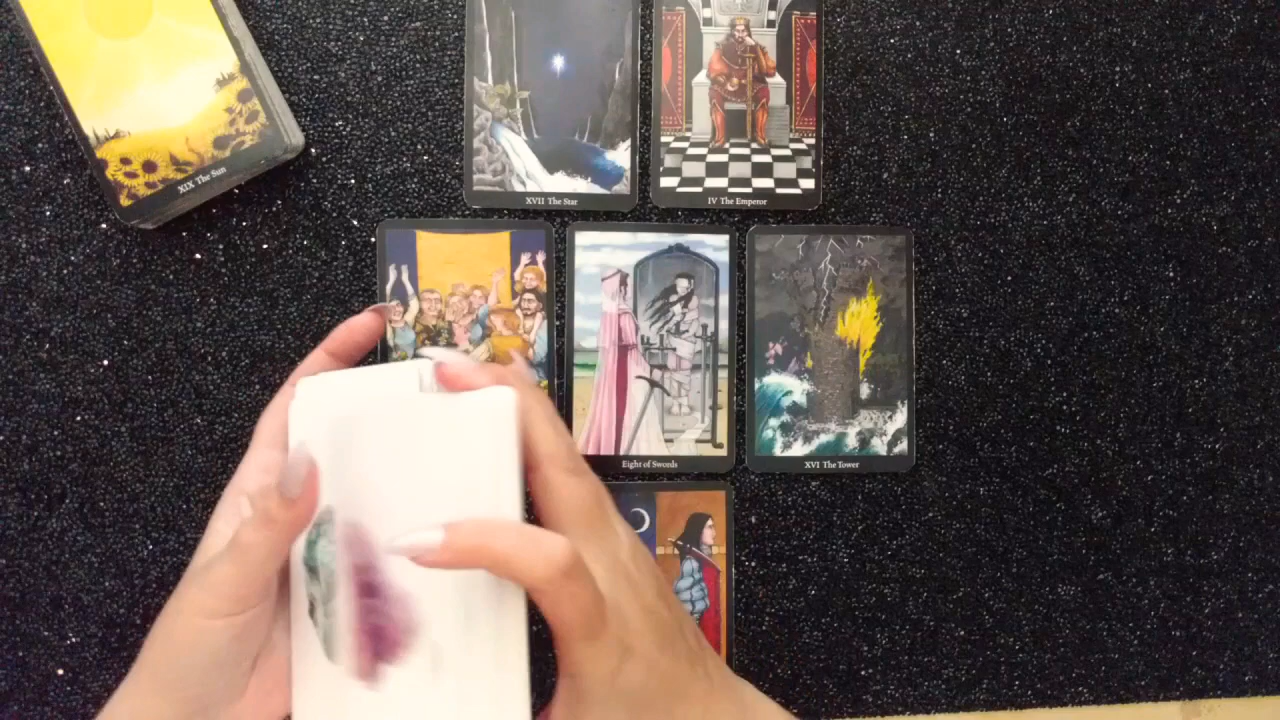 XIX The Sun
XVII The Star
IV The Emperor
Eight of Swords
XVI The Tower